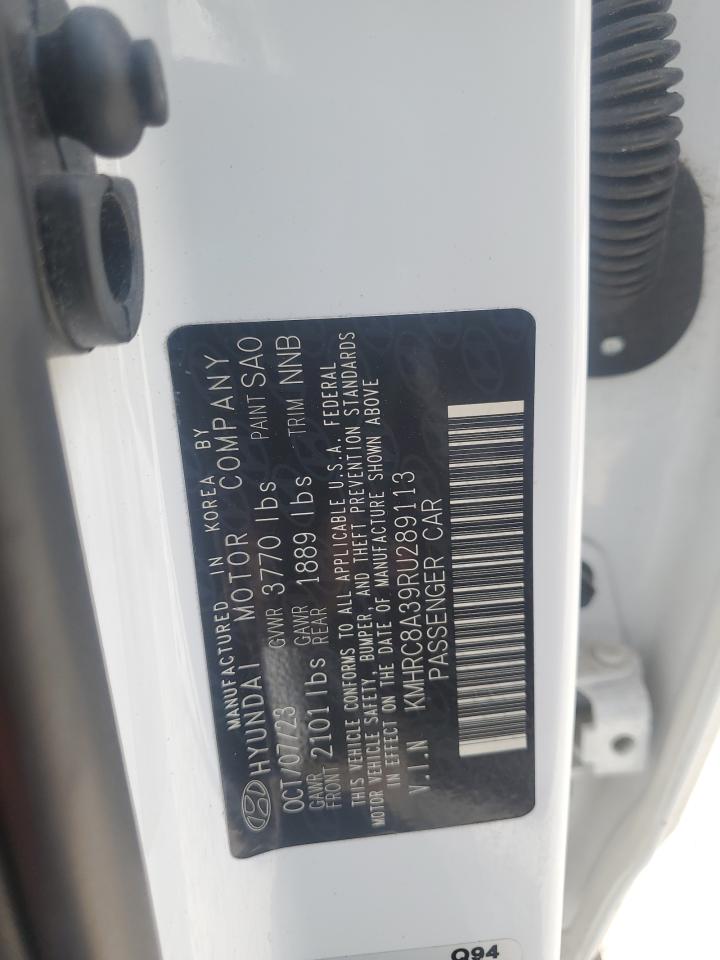 MANUFACTURED IN KOREA BY
HYUNDAI MOTOR COMPANY
OCT/07/23 GVWR 3770 lbs PAINT SAO
GAWR FRONT 2101 lbs GAWR REAR 1889 lbs TRIM NNB
THIS VEHICLE CONFORMS TO ALL APPLICABLE U.S.A. FEDERAL
MOTOR VEHICLE SAFETY, BUMPER, AND THEFT PREVENTION STANDARDS
IN EFFECT ON THE DATE OF MANUFACTURE SHOWN ABOVE
V.I.N KMHRC8A39RU289113
PASSENGER CAR
Q94